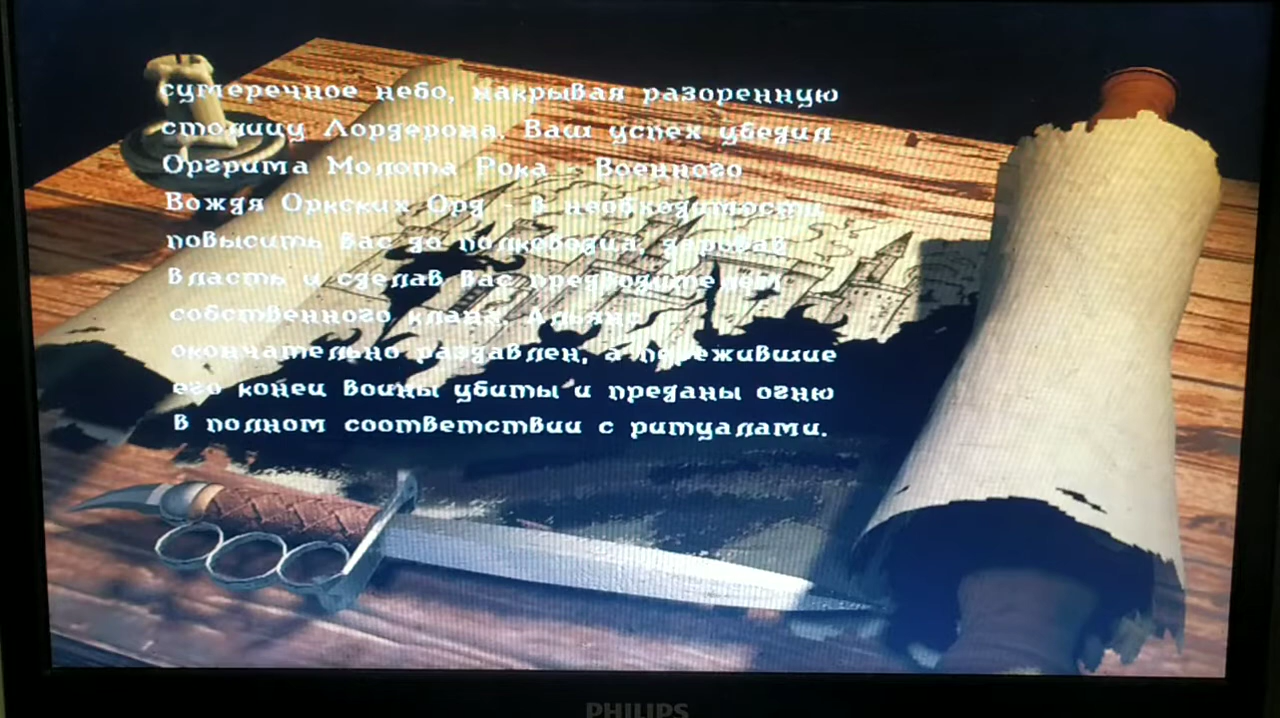 сумеречное небо, накрывая разоренную
столицу Лордерона. Ваш успех убедил
Оргрима Молота Рока - Военного
Вождя Оркских Орд - в необходимости
повысить вас до полководца, даровав
власть и сделав вас предводителем
собственного клана. Альянс
окончательно раздавлен, а пережившие
его конец воины убиты и преданы огню
в полном соответствии с ритуалами.
PHILIPS